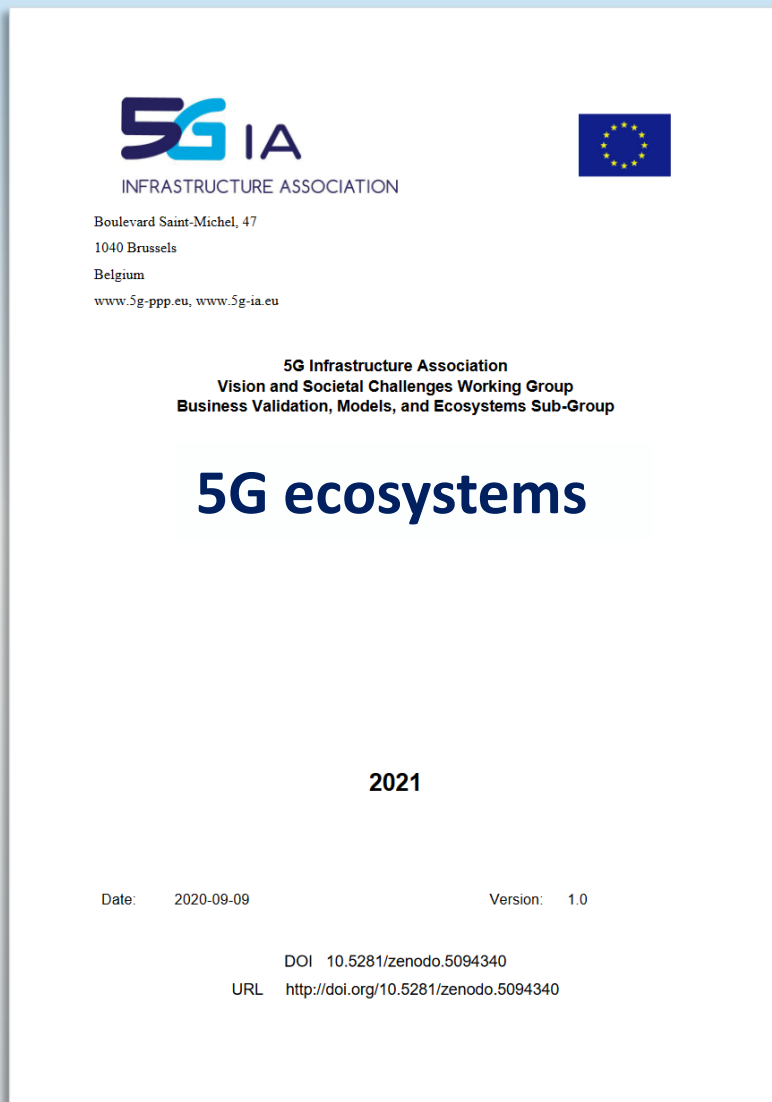 5G IA
INFRASTRUCTURE ASSOCIATION
Boulevard Saint-Michel, 47
1040 Brussels
Belgium
www.5g-ppp.eu, www.5g-ia.eu
5G Infrastructure Association
Vision and Societal Challenges Working Group
Business Validation, Models, and Ecosystems Sub-Group
5G ecosystems
2021
Date: 2020-09-09 Version: 1.0
DOI 10.5281/zenodo.5094340
URL http://doi.org/10.5281/zenodo.5094340